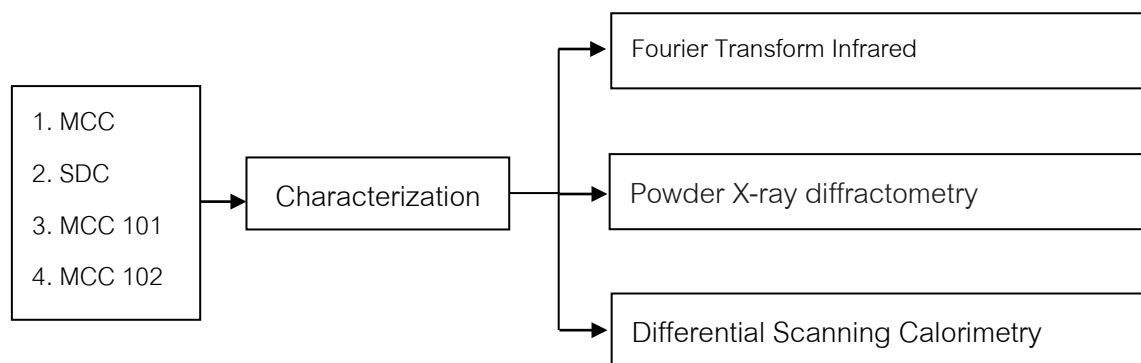 1. MCC
2. SDC
3. MCC 101
4. MCC 102
Characterization
Fourier Transform Infrared
Powder X-ray diffractometry
Differential Scanning Calorimetry